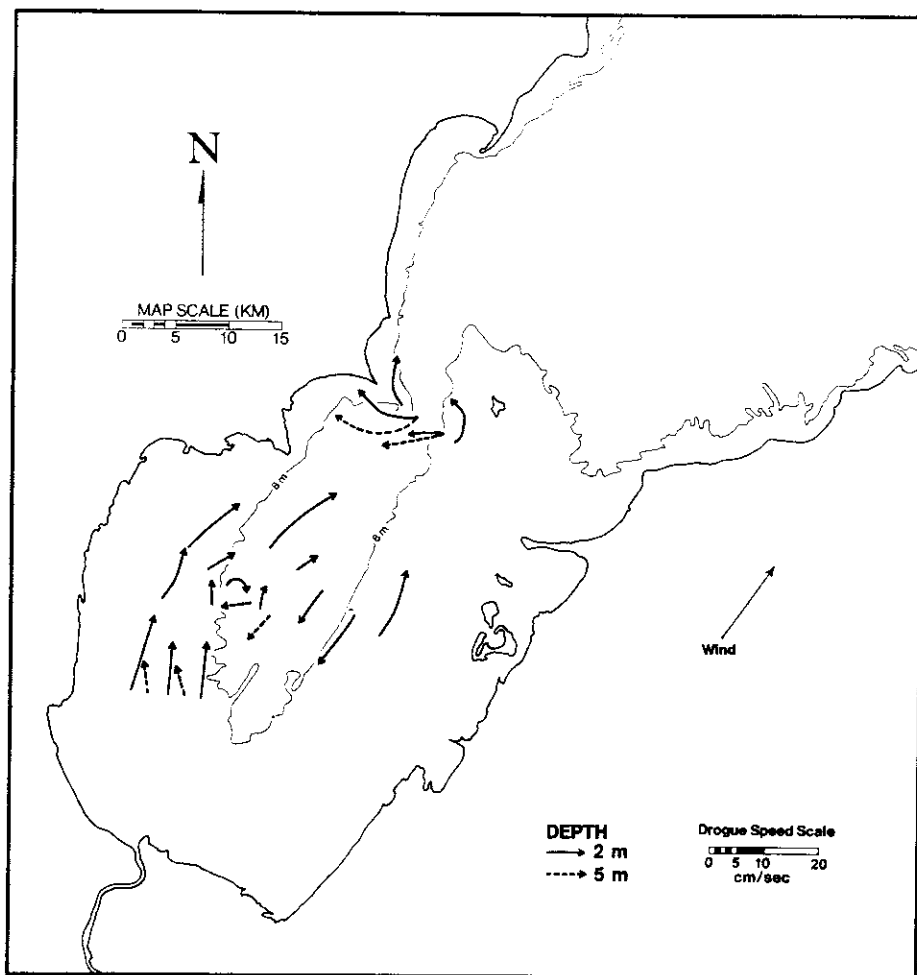 N
MAP SCALE (KM)
0 5 10 15
8 m
8 m
Wind
DEPTH
2 m
5 m
Drogue Speed Scale
0 5 10 20
cm/sec